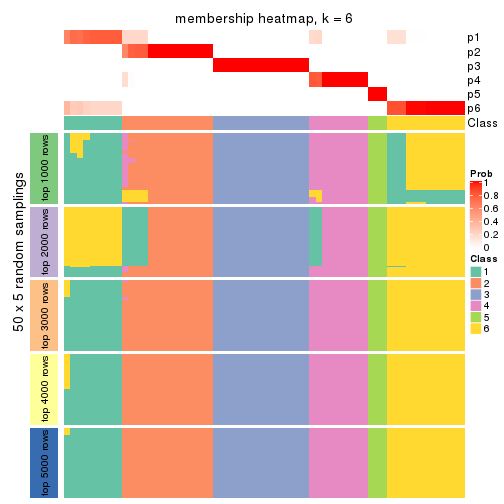 membership heatmap, k = 6
p1
p2
p3
p4
p5
p6
Class
50 x 5 random samplings
top 1000 rows
top 2000 rows
top 3000 rows
top 4000 rows
top 5000 rows
Prob
1
0.8
0.6
0.4
0.2
0
Class
1
2
3
4
5
6